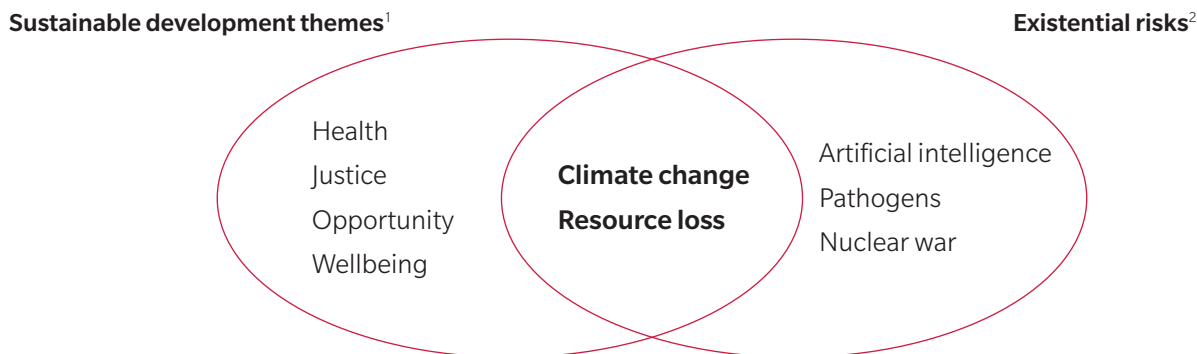 Sustainable development themes¹
Existential risks²
Health
Justice
Opportunity
Wellbeing
Climate change
Resource loss
Artificial intelligence
Pathogens
Nuclear war